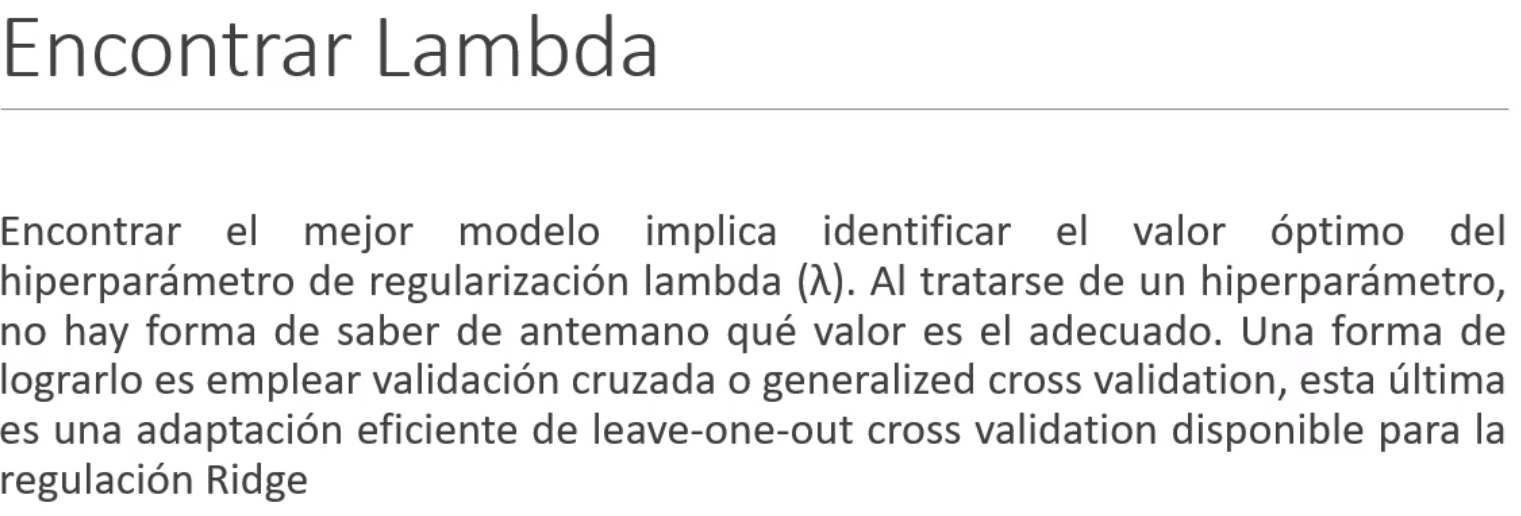 Encontrar Lambda
Encontrar el mejor modelo implica identificar el valor óptimo del
hiperparámetro de regularización lambda (λ). Al tratarse de un hiperparámetro,
no hay forma de saber de antemano qué valor es el adecuado. Una forma de
lograrlo es emplear validación cruzada o generalized cross validation, esta última
es una adaptación eficiente de leave-one-out cross validation disponible para la
regulación Ridge